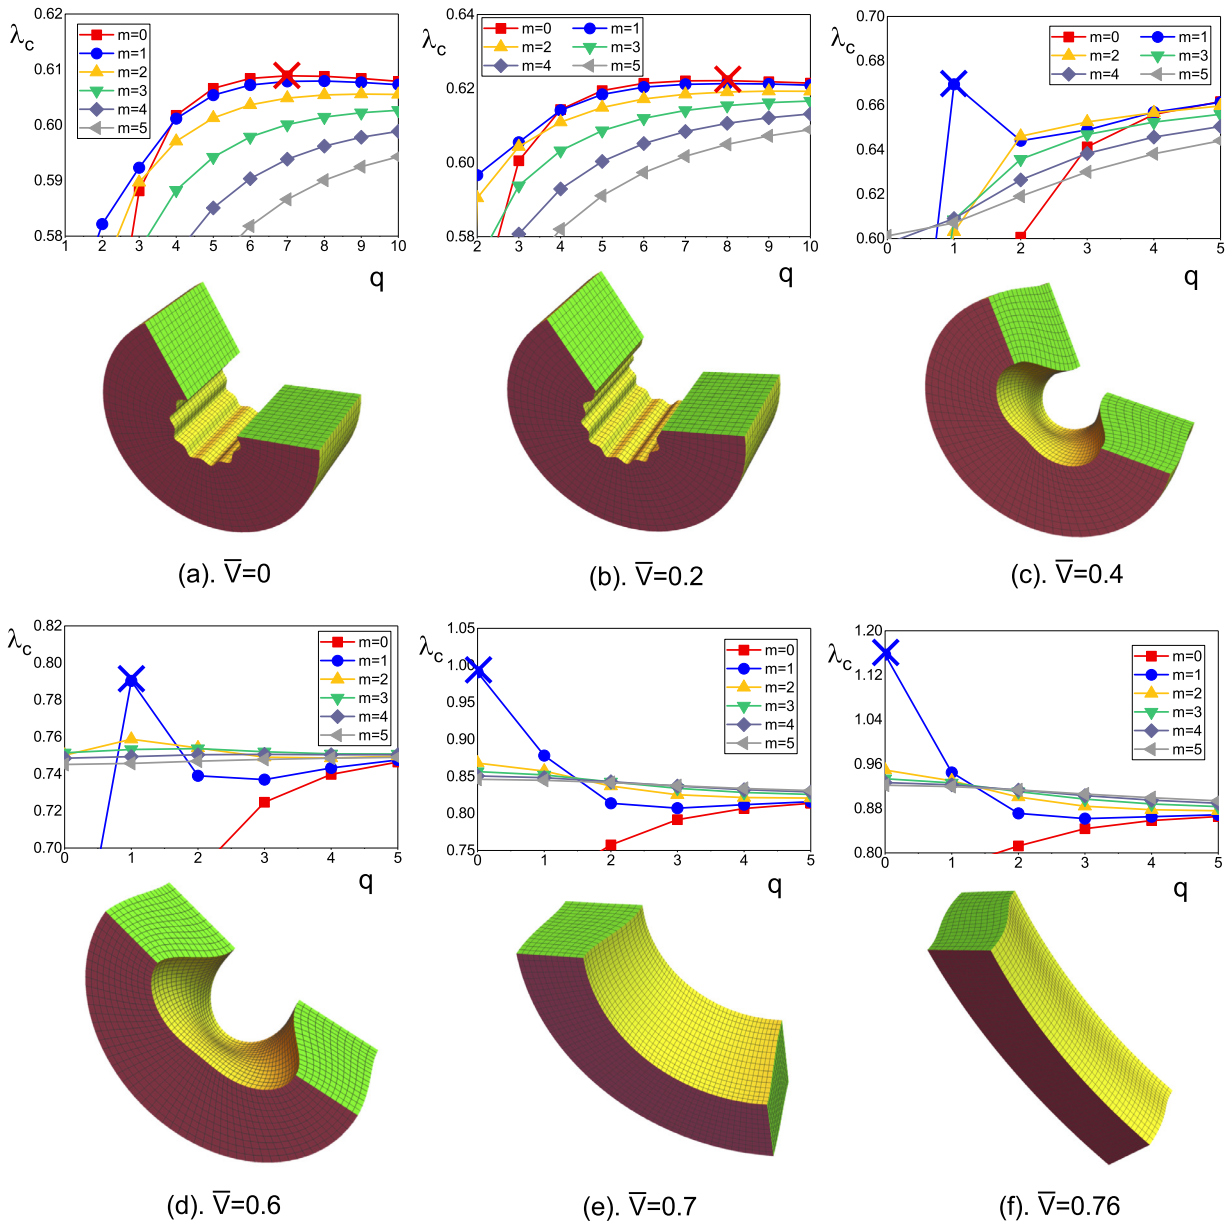 0.62
0.61
0.60
0.59
0.58
λc
m=0
m=1
m=2
m=3
m=4
m=5
1 2 3 4 5 6 7 8 9 10
q
0.64
0.62
0.60
0.58
λc
m=0 m=1
m=2 m=3
m=4 m=5
2 3 4 5 6 7 8 9 10
q
0.70
0.66
0.64
0.62
0.60
λc
m=0 m=1
m=2 m=3
m=4 m=5
0 1 2 3 4 5
q
(a). V̅=0
(b). V̅=0.2
(c). V̅=0.4
0.82
0.80
0.78
0.76
0.74
0.72
0.70
λc
m=0
m=1
m=2
m=3
m=4
m=5
0 1 2 3 4 5
q
1.05
1.00
0.95
0.90
0.85
0.80
0.75
λc
m=0
m=1
m=2
m=3
m=4
m=5
0 1 2 3 4 5
q
1.20
1.12
1.04
0.96
0.88
0.80
λc
m=0
m=1
m=2
m=3
m=4
m=5
0 1 2 3 4 5
q
(d). V̅=0.6
(e). V̅=0.7
(f). V̅=0.76